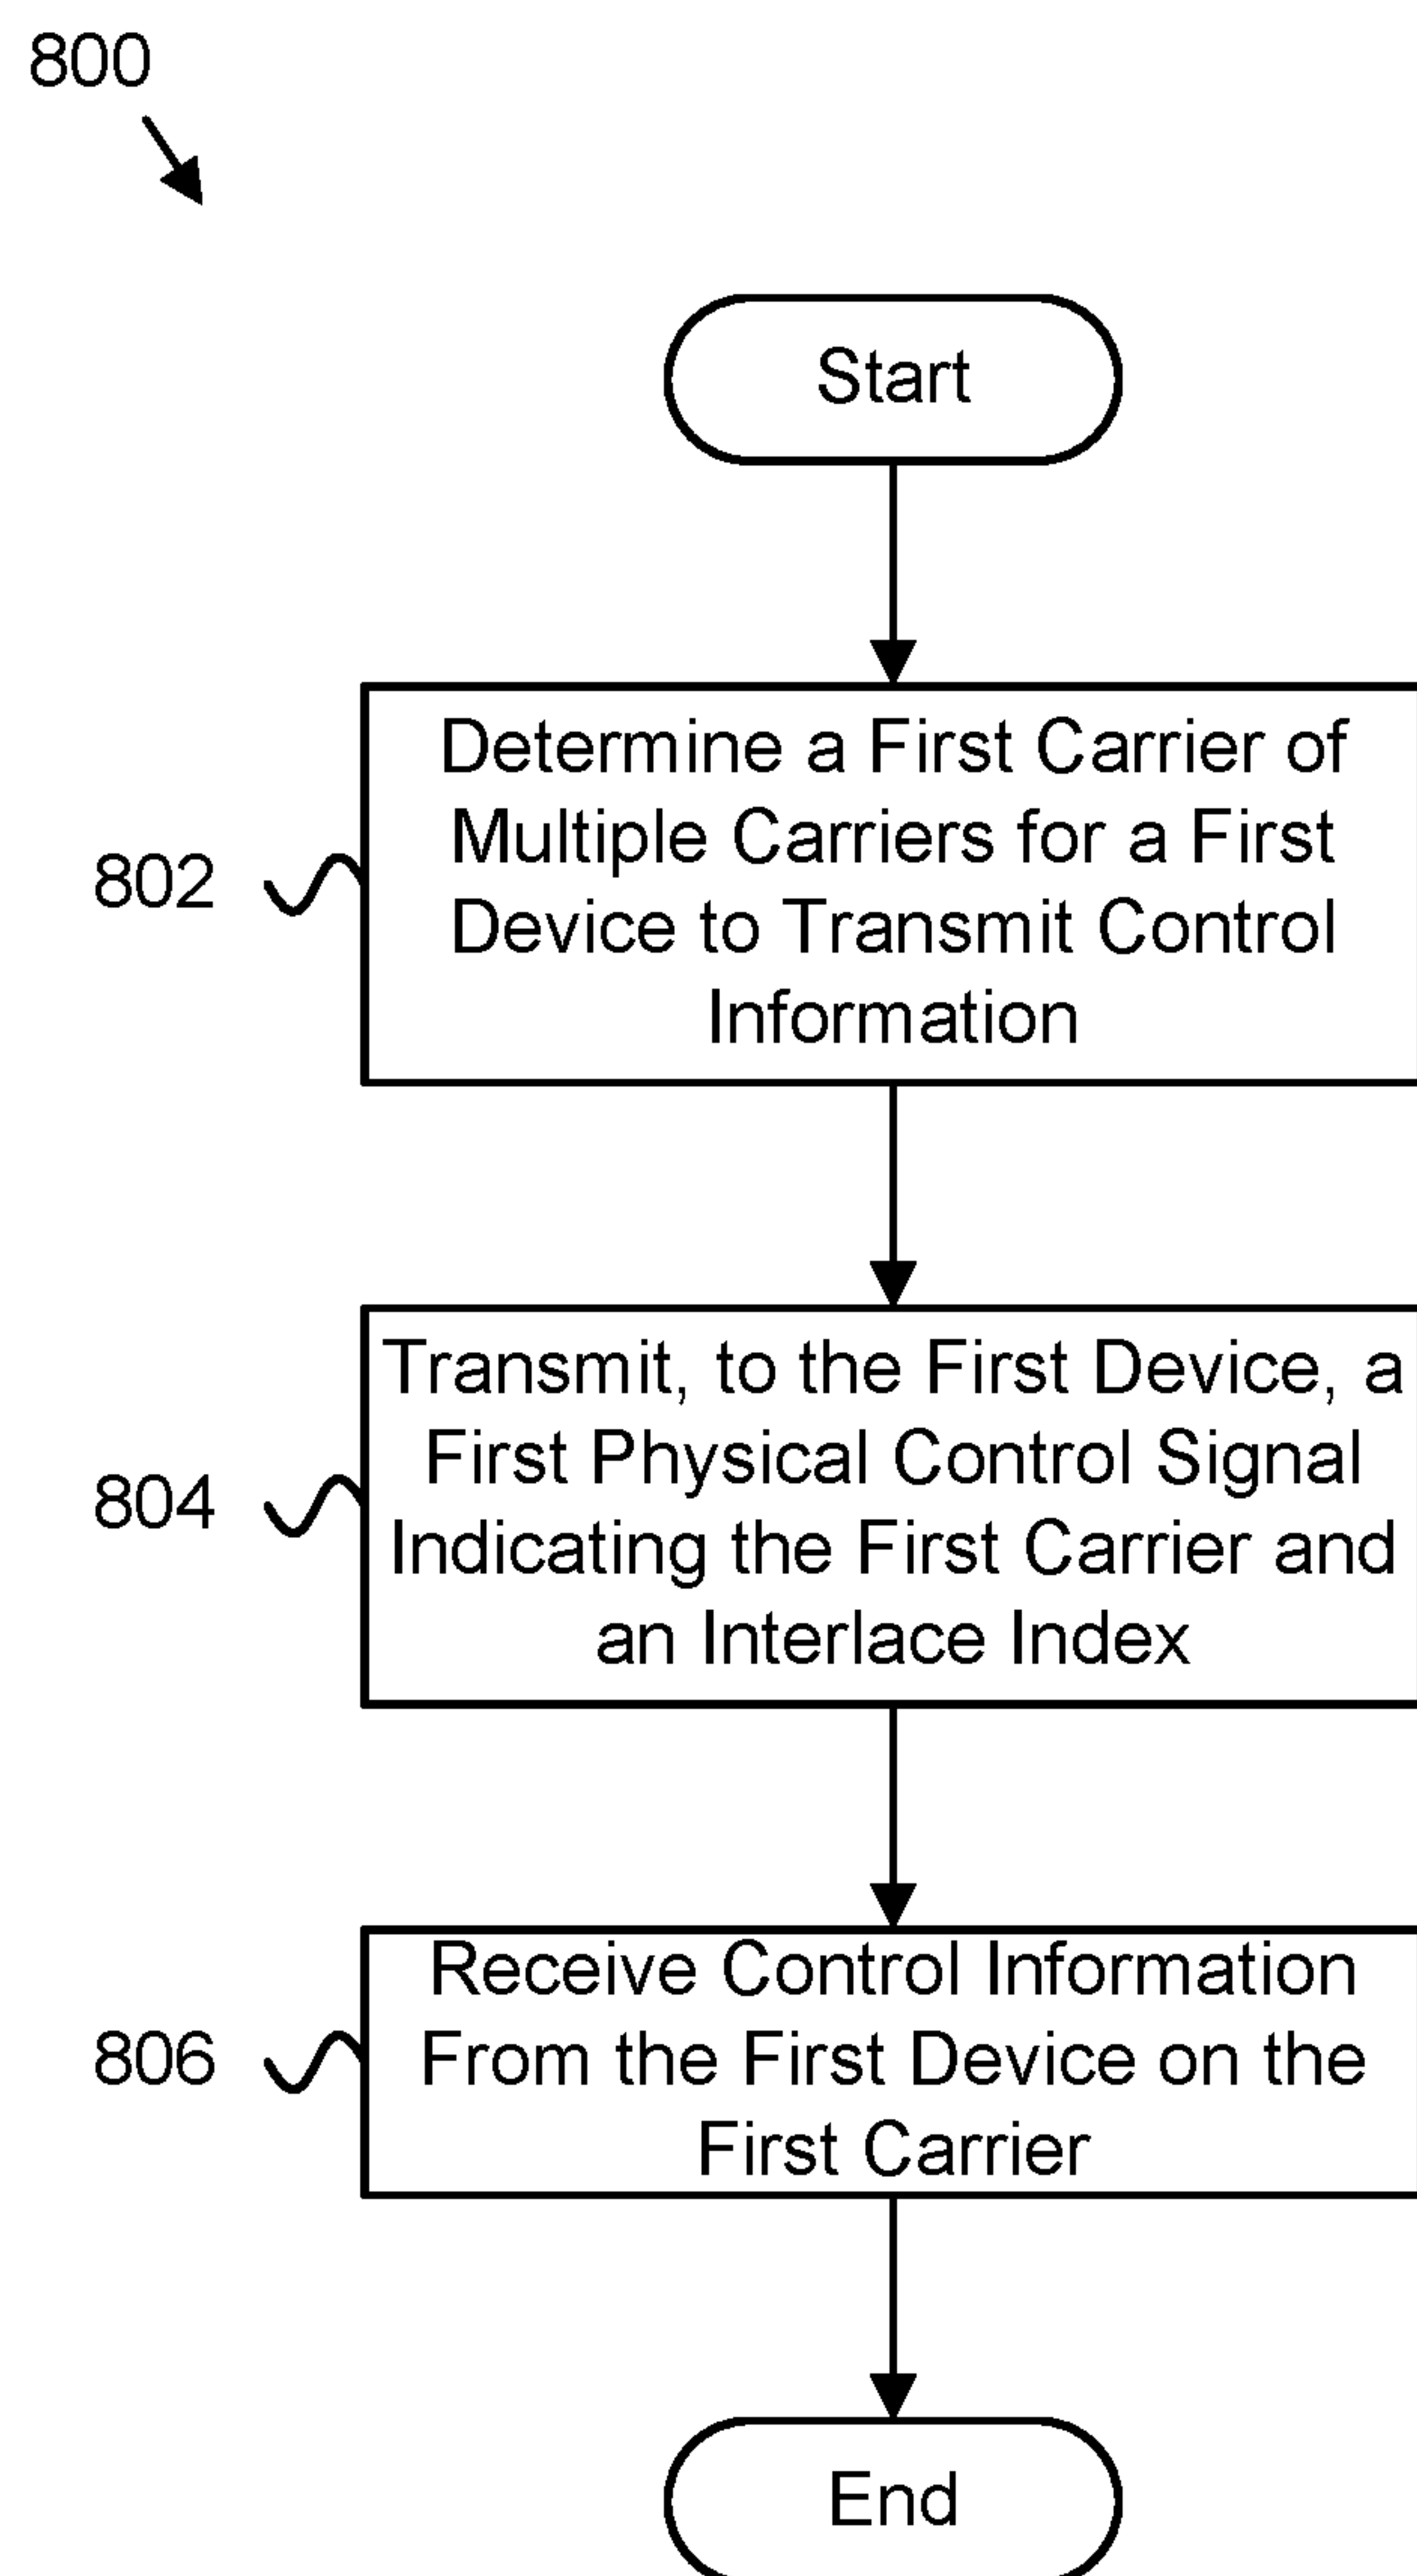 800
Start
802
Determine a First Carrier of
Multiple Carriers for a First
Device to Transmit Control
Information
804
Transmit, to the First Device, a
First Physical Control Signal
Indicating the First Carrier and
an Interlace Index
806
Receive Control Information
From the First Device on the
First Carrier
End